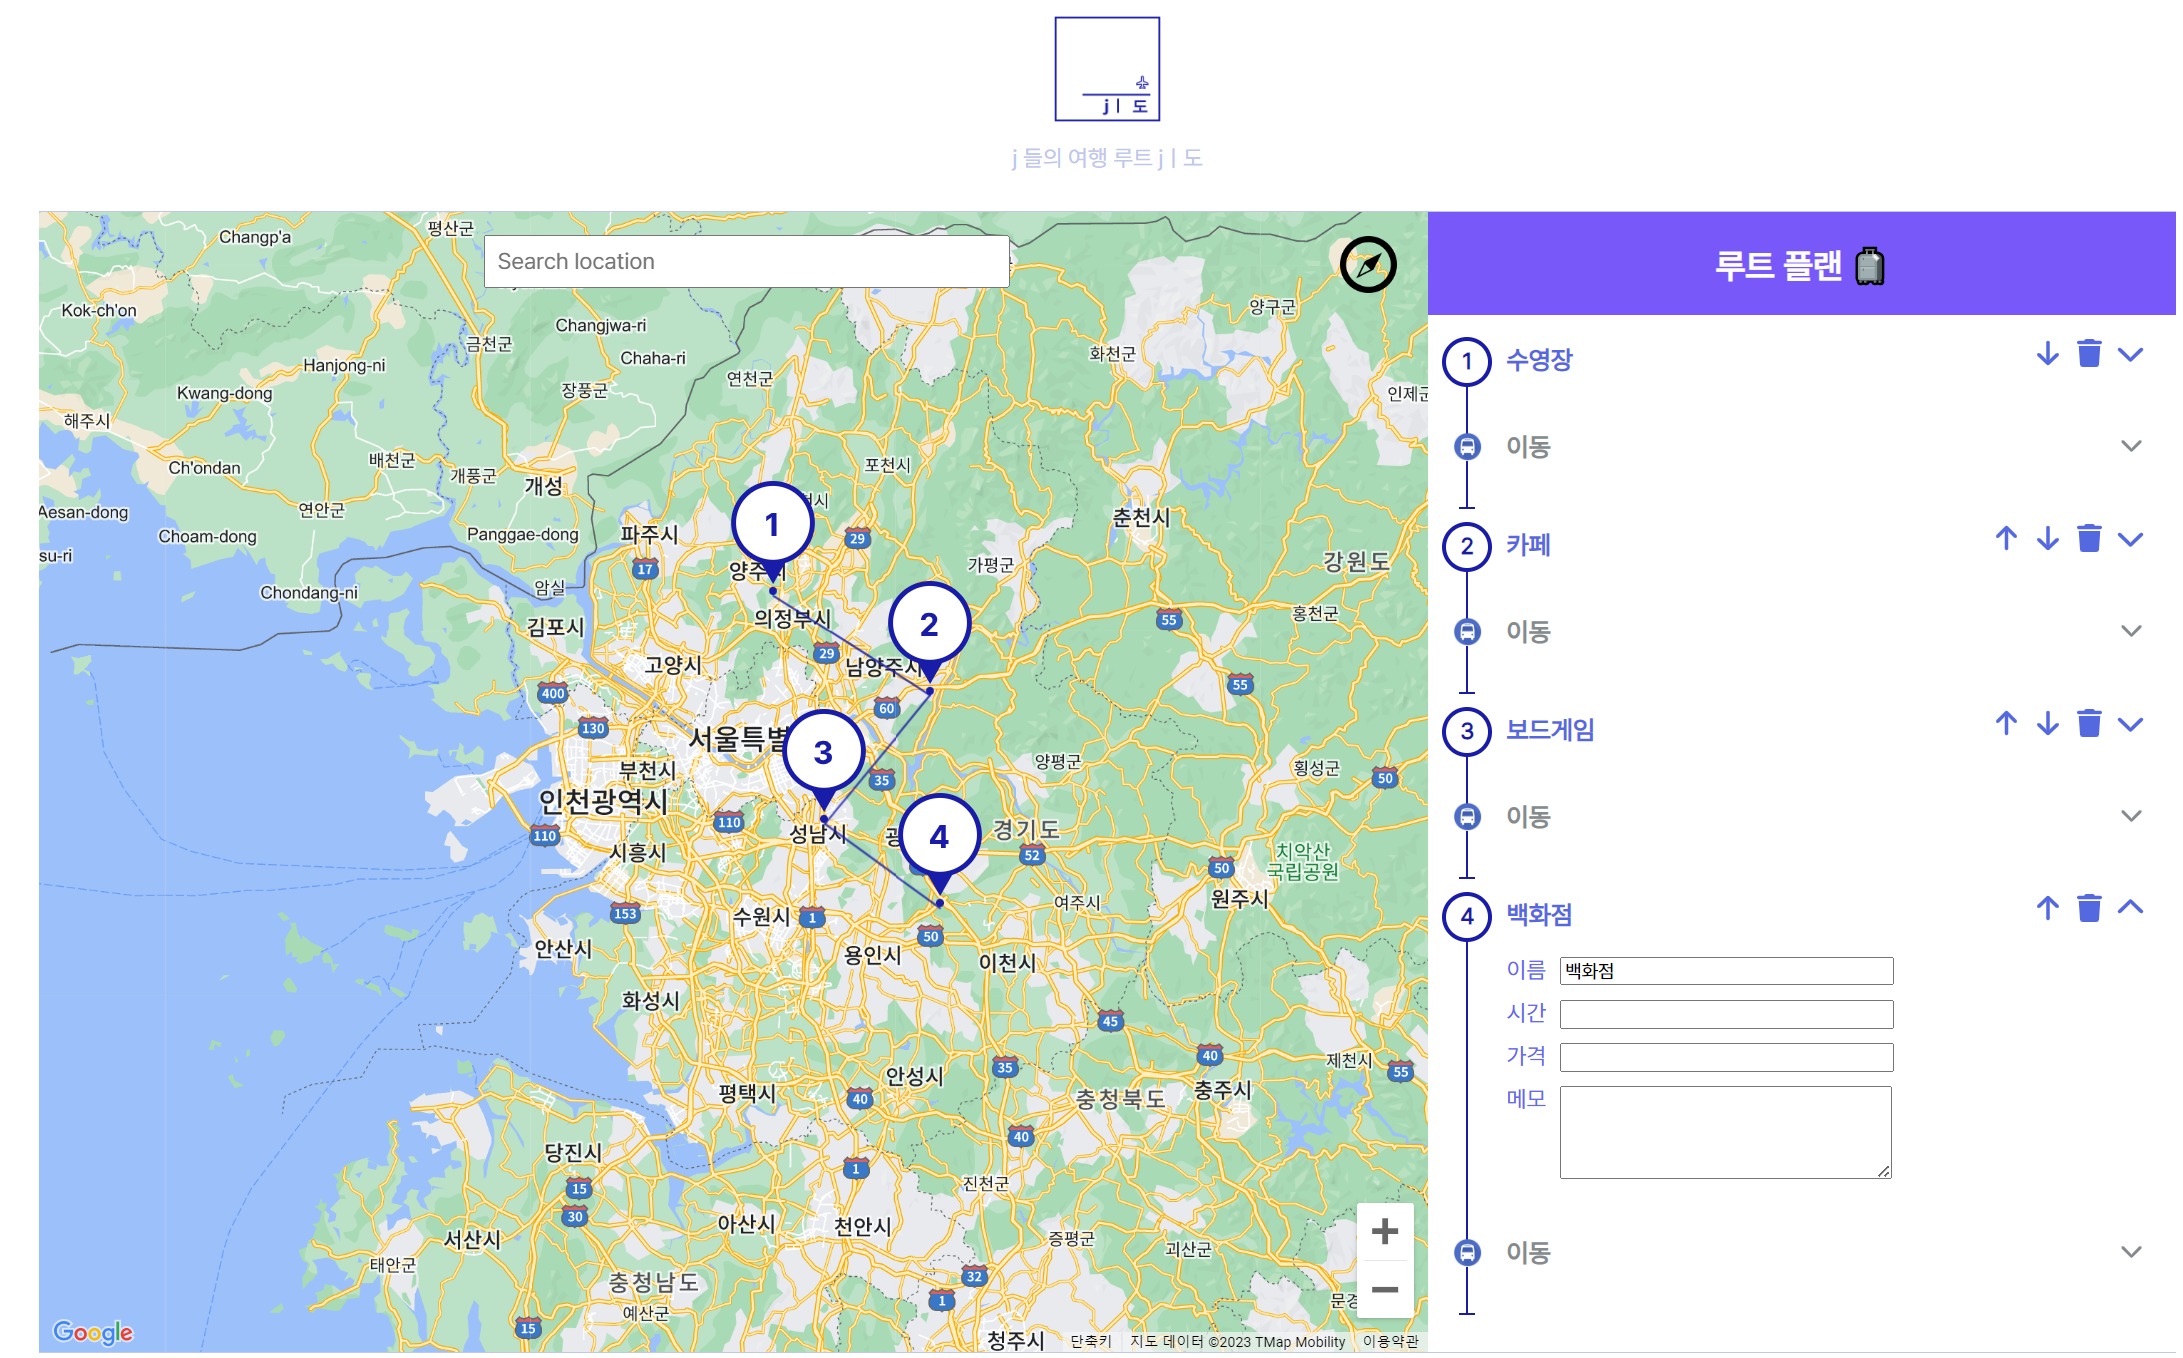 j ㅣ 도
j 들의 여행 루트 j ㅣ 도
Search location
루트 플랜
1 수영장
이동
2 카페
이동
3 보드게임
이동
4 백화점
이름 백화점
시간
가격
메모
이동
평산군
Changp'a
Kok-ch'on
Changjwa-ri
양구군
금천군
Chaha-ri
화천군
Hanjong-ni
연천군
Kwang-dong
장풍군
인제군
해주시
Ch'ondan
배천군
개풍군
포천시
개성
Aesan-dong
연안군
춘천시
Choam-dong
Panggae-dong
파주시
1
29
su-ri
17
가평군
강원도
Chondang-ni
암실
양주시
김포시
의정부시
2
55
홍천군
고양시
29
남양주시
400
60
55
130
서울특별
3
부천시
35
양평군
횡성군
50
인천광역시
110
110
성남시
4
경기도
시흥시
52
치악산
국립공원
50
153
수원시
1
여주시
원주시
안산시
50
용인시
이천시
화성시
45
35
40
제천시
55
안성시
평택시
40
충청북도
충주시
40
당진시
1
15
진천군
30
아산시
천안시
서산시
증평군
괴산군
태안군
32
충청남도
1
예산군
15
청주시
Google
단축키
지도 데이터 ©2023 TMap Mobility
이용약관